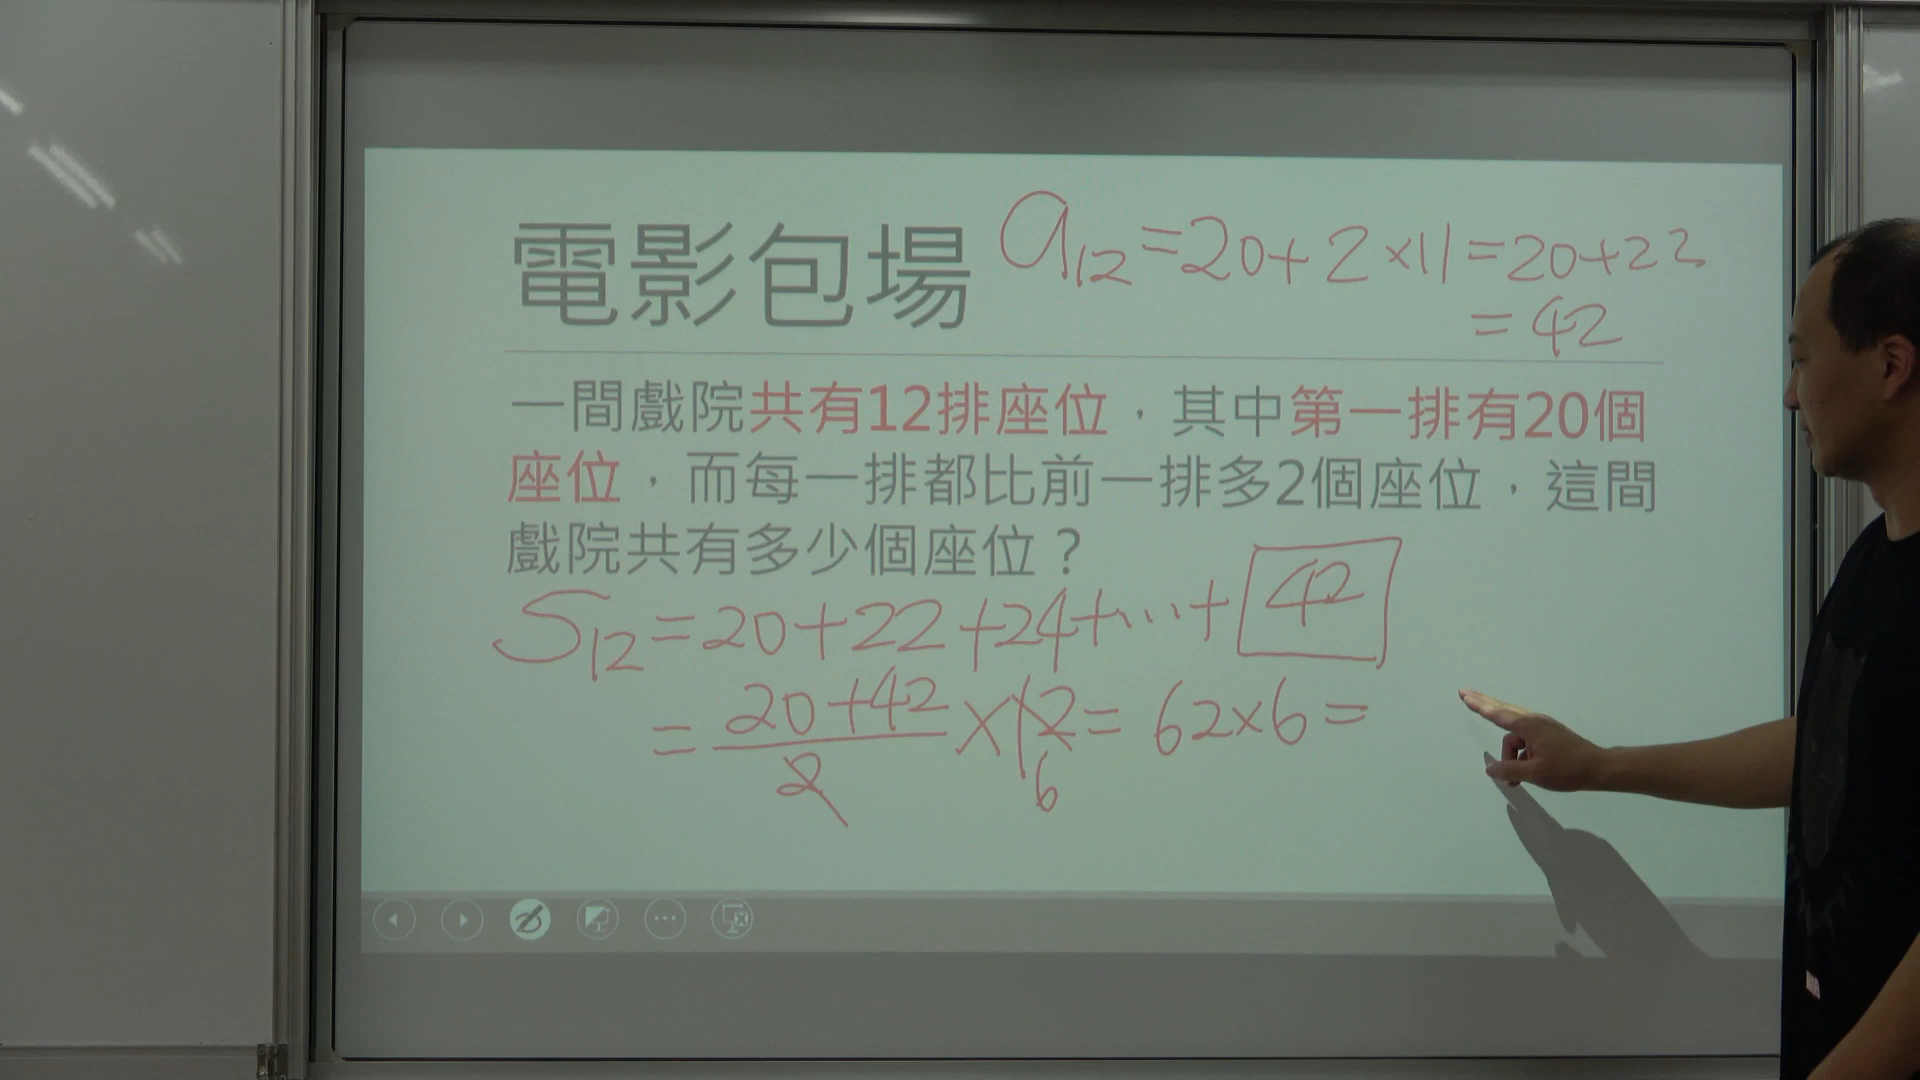 電影包場
a₁₂=20+2×11=20+22
=42
一間戲院共有12排座位，其中第一排有20個
座位，而每一排都比前一排多2個座位，這間
戲院共有多少個座位？
S₁₂=20+22+24+...+42
=20+42/2×12=62×6=
6